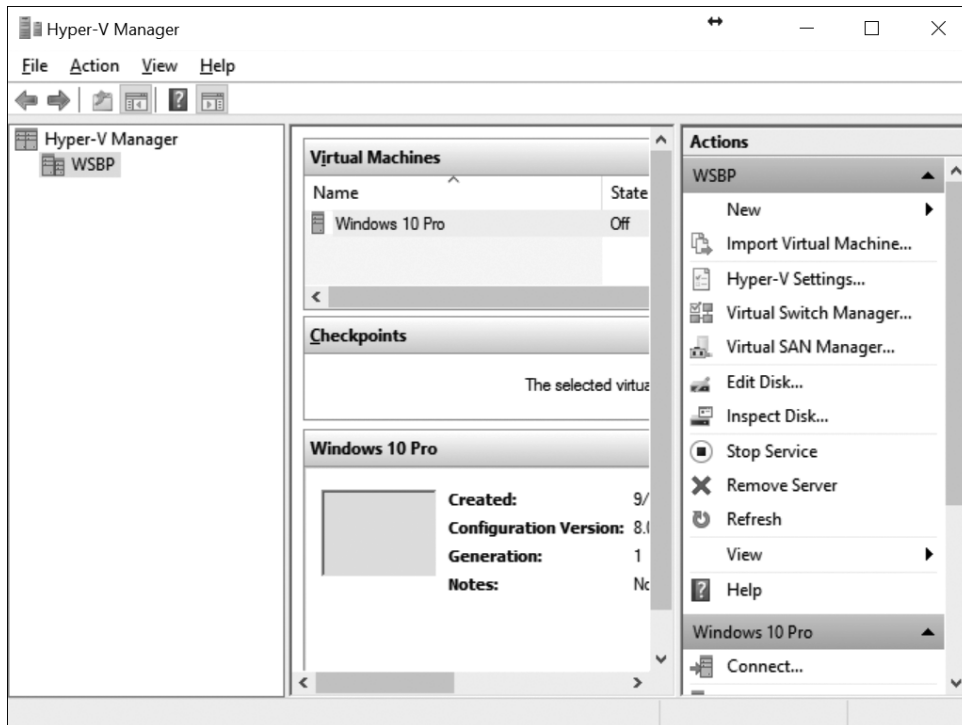 Hyper-V Manager
File Action View Help
Hyper-V Manager
WSBP
Virtual Machines
Name State
Windows 10 Pro Off
Checkpoints
The selected virtua
Windows 10 Pro
Created: 9/
Configuration Version: 8.0
Generation: 1
Notes: No
Actions
WSBP
New
Import Virtual Machine...
Hyper-V Settings...
Virtual Switch Manager...
Virtual SAN Manager...
Edit Disk...
Inspect Disk...
Stop Service
Remove Server
Refresh
View
Help
Windows 10 Pro
Connect...